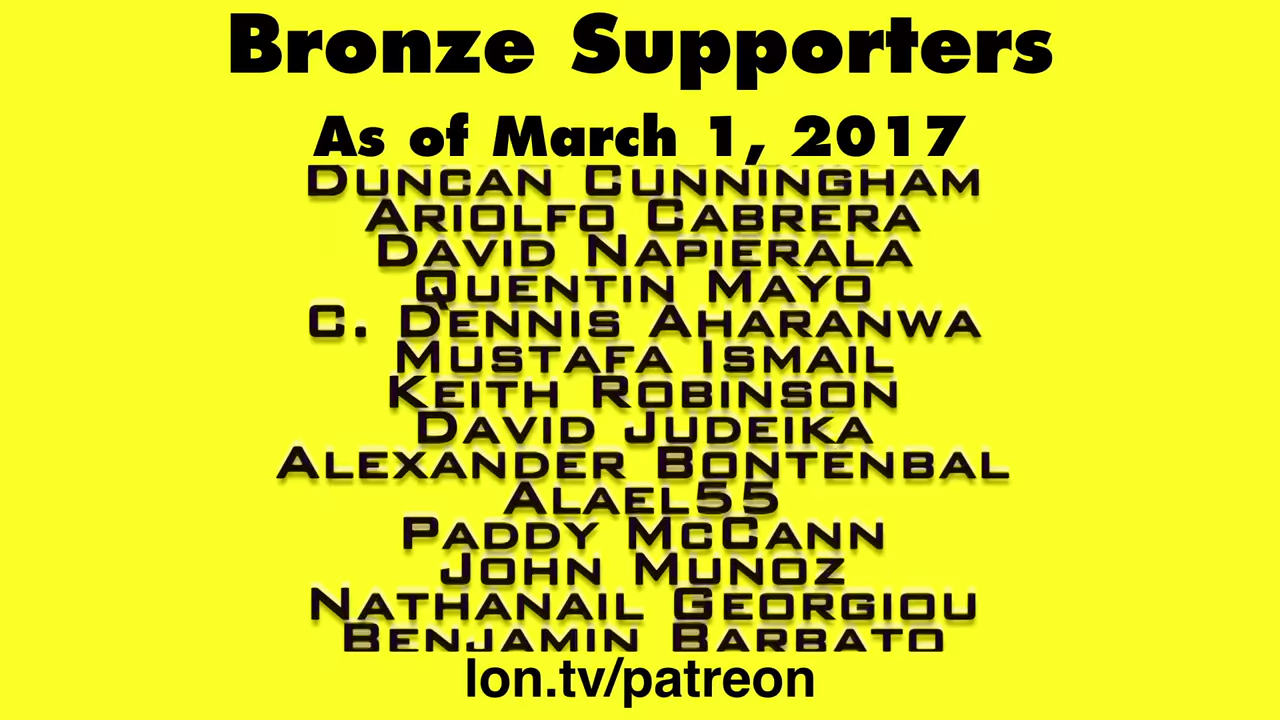 Bronze Supporters
As of March 1, 2017
DUNCAN CUNNINGHAM
ARIOLFO CABRERA
DAVID NAPIERALA
QUENTIN MAYO
C. DENNIS AHARANWA
MUSTAFA ISMAIL
KEITH ROBINSON
DAVID JUDEIKA
ALEXANDER BONTENBAL
ALAEL55
PADDY MCCANN
JOHN MUNOZ
NATHANAIL GEORGIOU
BENJAMIN BARBATO
lon.tv/patreon